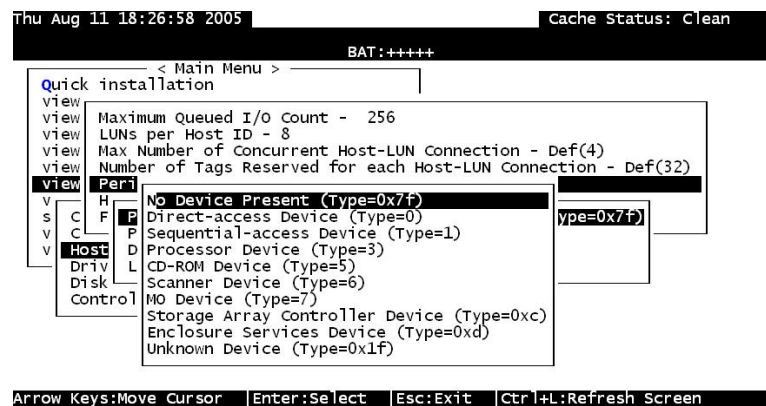 Thu Aug 11 18:26:58 2005 Cache Status: Clean
BAT:+++++
< Main Menu >
Quick installation
view
view Maximum Queued I/O Count - 256
view LUNs per Host ID - 8
view Max Number of Concurrent Host-LUN Connection - Def(4)
view Number of Tags Reserved for each Host-LUN Connection - Def(32)
view Peri
v H No Device Present (Type=0x7f)
s C F P Direct-access Device (Type=0) ype=0x7f)
v C P Sequential-access Device (Type=1)
v Host D Processor Device (Type=3)
Driv L CD-ROM Device (Type=5)
Disk Scanner Device (Type=6)
Control MO Device (Type=7)
Storage Array Controller Device (Type=0xc)
Enclosure Services Device (Type=0xd)
Unknown Device (Type=0x1f)
Arrow Keys:Move Cursor |Enter:Select |Esc:Exit |Ctrl+L:Refresh Screen